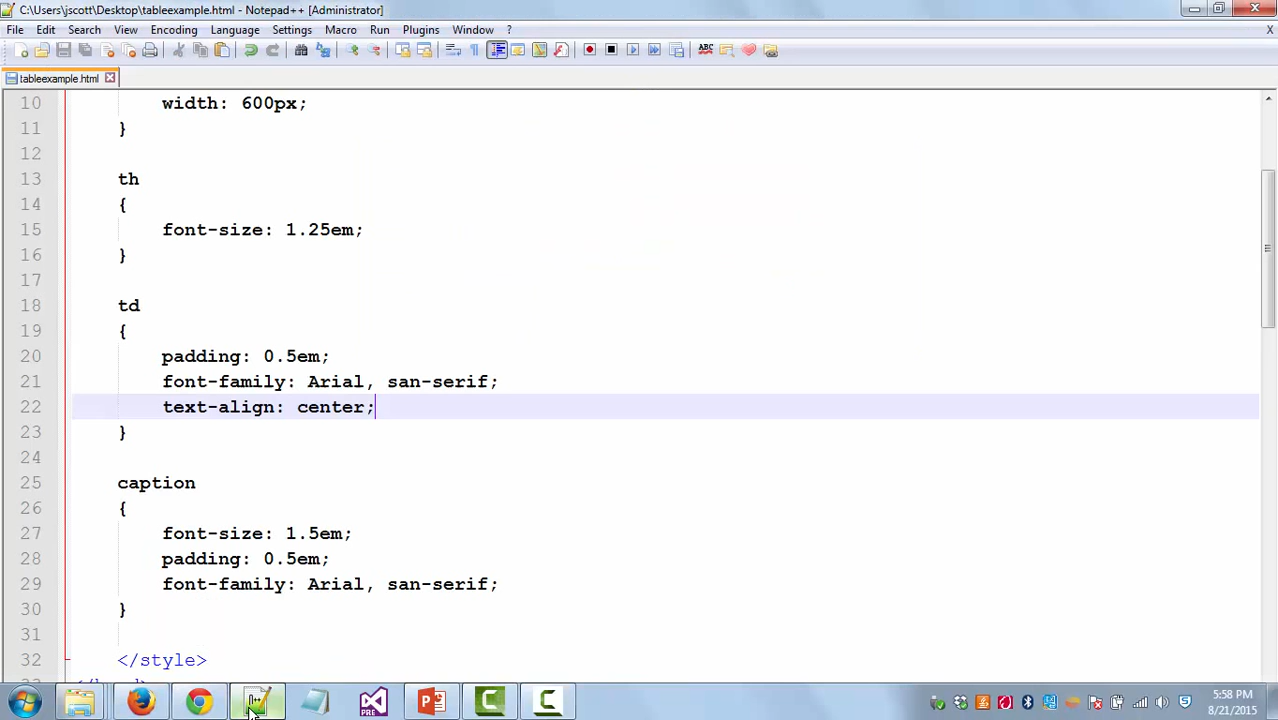 C:\Users\jscott\Desktop\tableexample.html - Notepad++ [Administrator]
File Edit Search View Encoding Language Settings Macro Run Plugins Window ? X
tableexample.html
10 width: 600px;
11 }
12
13 th
14 {
15 font-size: 1.25em;
16 }
17
18 td
19 {
20 padding: 0.5em;
21 font-family: Arial, san-serif;
22 text-align: center;
23 }
24
25 caption
26 {
27 font-size: 1.5em;
28 padding: 0.5em;
29 font-family: Arial, san-serif;
30 }
31
32 </style>
5:58 PM
8/21/2015